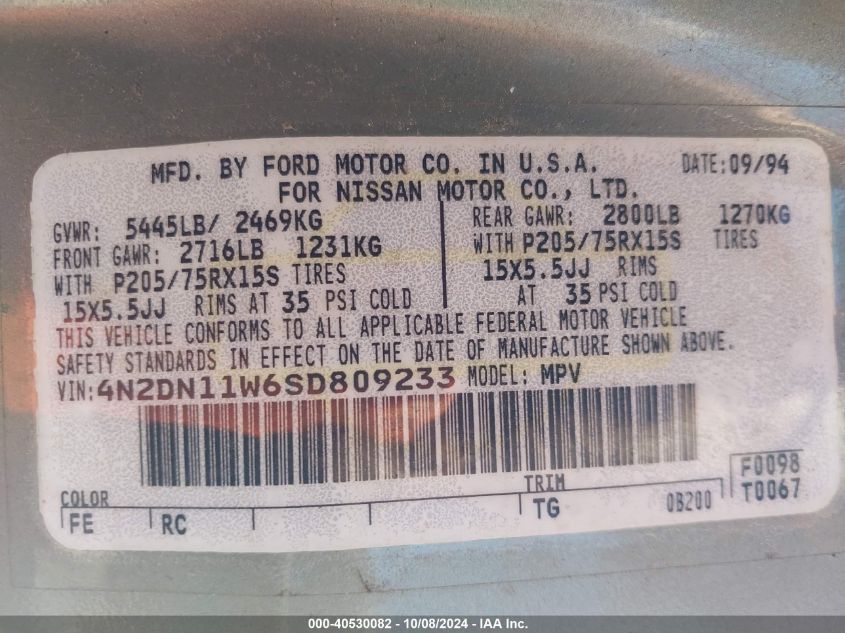 MFD. BY FORD MOTOR CO. IN U.S.A. DATE: 09/94
FOR NISSAN MOTOR CO., LTD.
GVWR: 5445LB/ 2469KG
FRONT GAWR: 2716LB 1231KG
WITH P205/75RX15S TIRES
15X5.5JJ RIMS AT 35 PSI COLD
REAR GAWR: 2800LB 1270KG
WITH P205/75RX15S TIRES
15X5.5JJ RIMS
AT 35 PSI COLD
THIS VEHICLE CONFORMS TO ALL APPLICABLE FEDERAL MOTOR VEHICLE
SAFETY STANDARDS IN EFFECT ON THE DATE OF MANUFACTURE SHOWN ABOVE.
VIN: 4N2DN11W6SD809233 MODEL: MPV
F0098
T0067
COLOR TRIM
FE RC TG 0B200
000-40530082 - 10/08/2024 - IAA Inc.